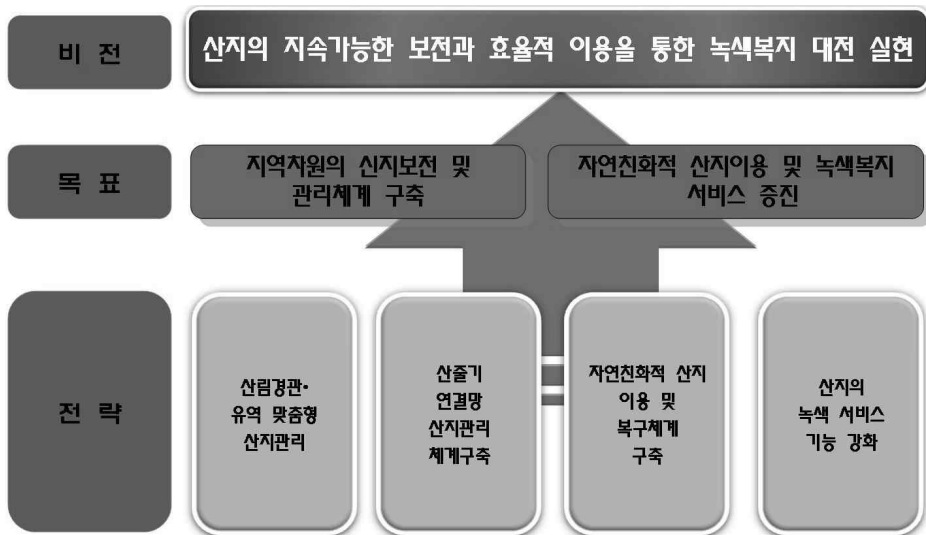 비 전
산지의 지속가능한 보전과 효율적 이용을 통한 녹색복지 대전 실현
목 표
지역차원의 신지보전 및
관리체계 구축
자연친화적 산지이용 및 녹색복지
서비스 증진
전 략
산림경관·
유역 맞춤형
산지관리
산줄기
연결망
산지관리
체계구축
자연친화적 산지
이용 및
복구체계
구축
산지의
녹색 서비스
기능 강화